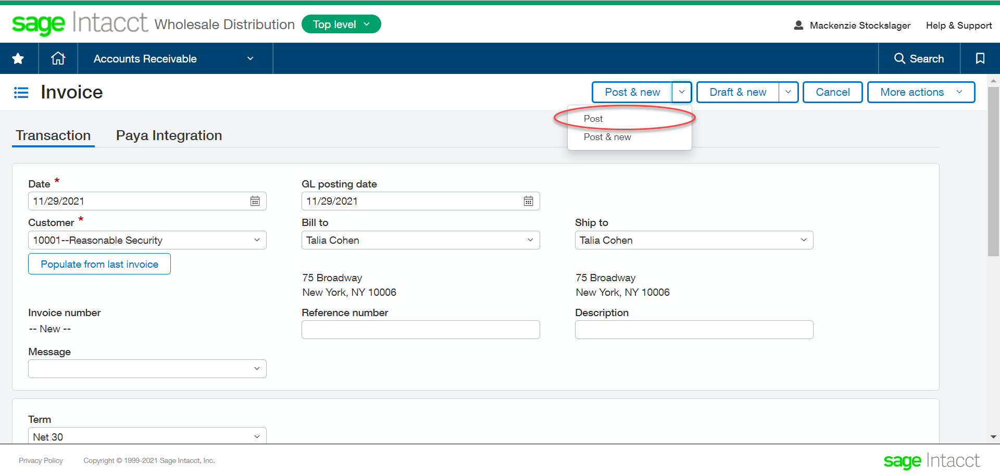 sage Intacct Wholesale Distribution Top level Mackenzie Stockslager Help & Support
Accounts Receivable Search
Invoice Post & new Draft & new Cancel More actions
Post
Post & new
Transaction Paya Integration
Date * GL posting date
11/29/2021 11/29/2021
Customer * Bill to Ship to
10001--Reasonable Security Talia Cohen Talia Cohen
Populate from last invoice
75 Broadway 75 Broadway
New York, NY 10006 New York, NY 10006
Invoice number Reference number Description
-- New --
Message
Term
Net 30
Privacy Policy Copyright © 1999-2021 Sage Intacct, Inc. sage Intacct